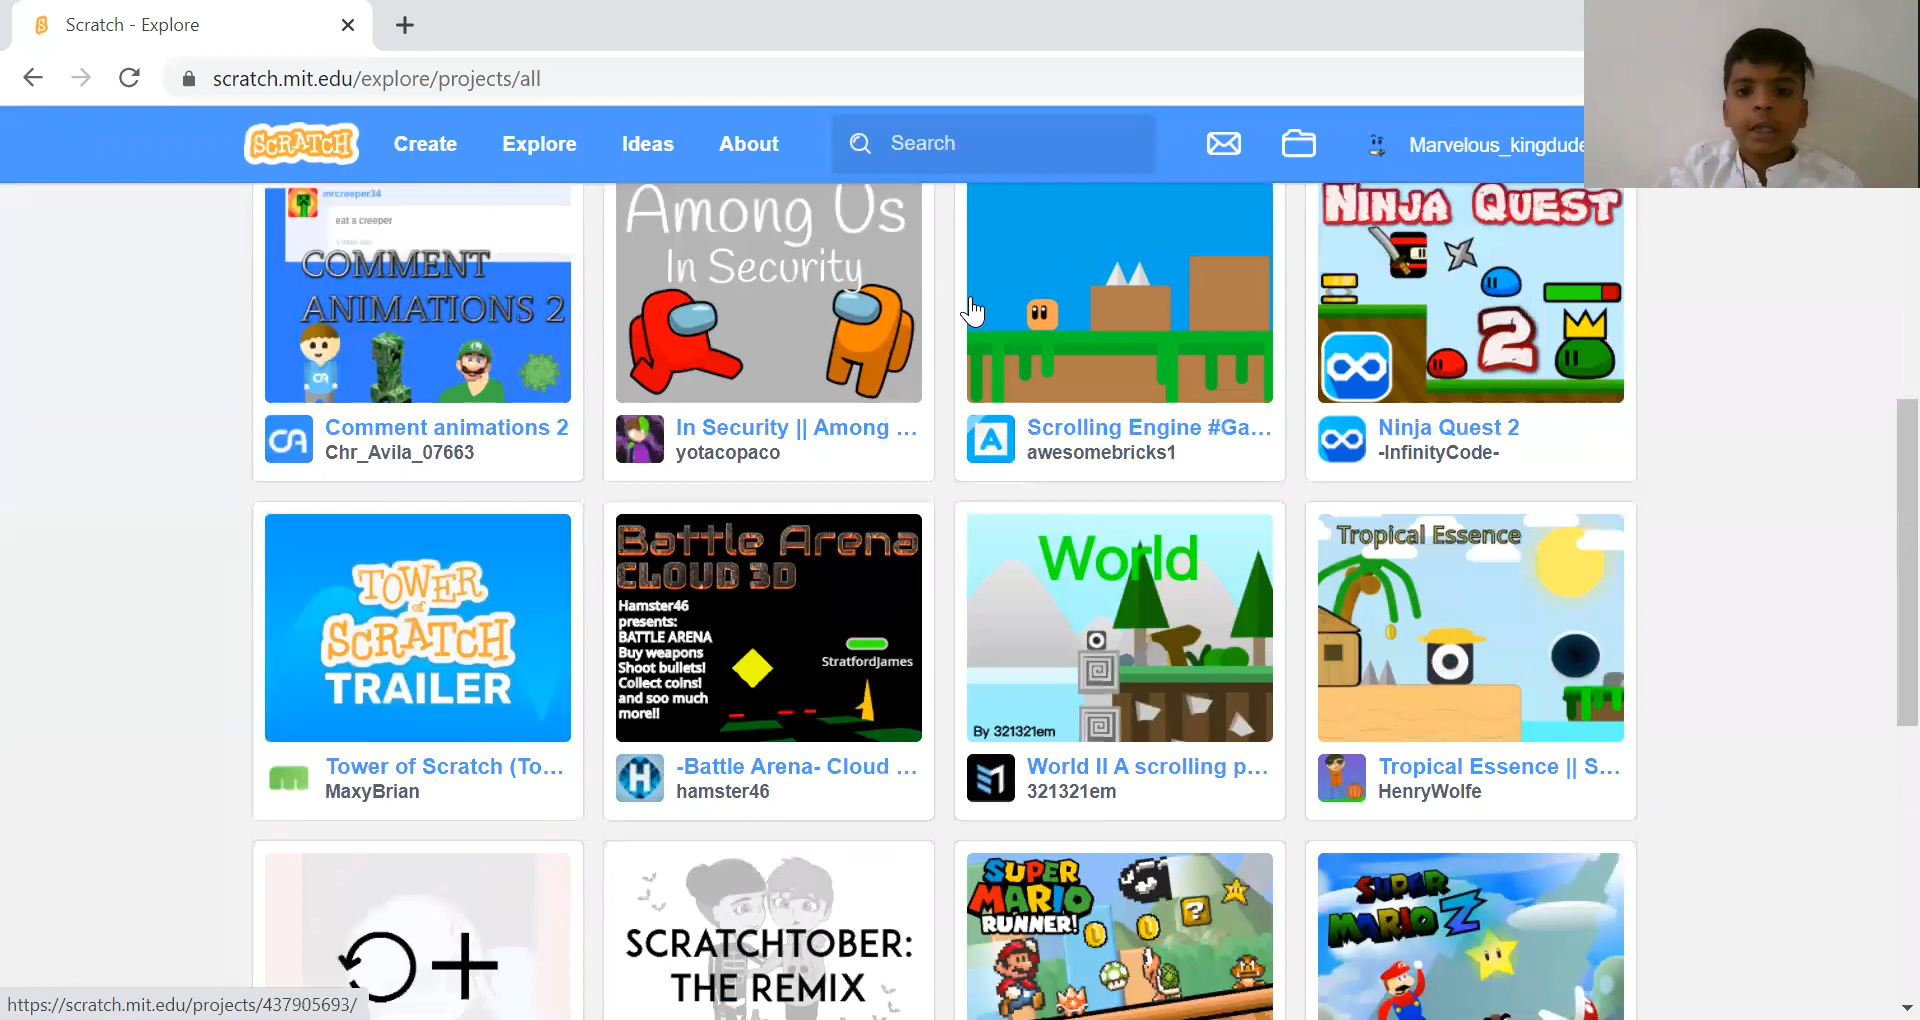 Scratch - Explore
scratch.mit.edu/explore/projects/all
SCRATCH
Create
Explore
Ideas
About
Search
Marvelous_kingdude
mrcreeper34
eat a creeper
COMMENT
ANIMATIONS 2
Among Us
In Security
NINJA QUEST
2
CA
Comment animations 2
Chr_Avila_07663
In Security || Among ...
yotacopaco
A
Scrolling Engine #Ga...
awesomebricks1
Ninja Quest 2
-InfinityCode-
TOWER
of
SCRATCH
TRAILER
Battle Arena
CLOUD 3D
Hamster46
presents:
BATTLE ARENA
Buy weapons
Shoot bullets!
Collect coins!
and soo much
more!!
StratfordJames
World
By 321321em
Tropical Essence
Tower of Scratch (To...
MaxyBrian
H
-Battle Arena- Cloud ...
hamster46
World II A scrolling p...
321321em
Tropical Essence || S...
HenryWolfe
SCRATCHTOBER:
THE REMIX
SUPER
MARIO
RUNNER!
SUPER
MARIO Z
https://scratch.mit.edu/projects/437905693/